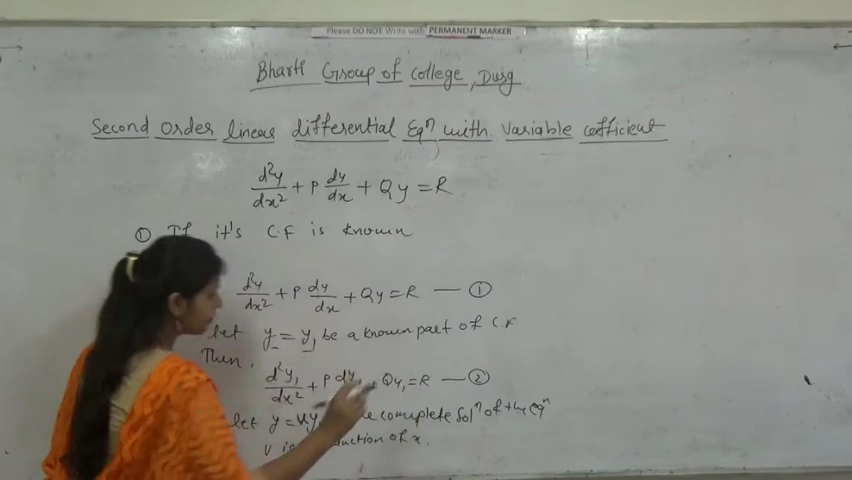 Please DO NOT Write with PERMANENT MARKER
Bharti Group of college, Durg
Second order linear differential Eqⁿ with variable cofficient
d²y/dx² + P dy/dx + Qy = R
① If it's C.F is known
d²y/dx² + P dy/dx + Qy = R — ①
let y = y₁ be a known part of C.F
Then,
d²y₁/dx² + P dy₁ + Qy₁ = R — ②
let y = vy₁ complete Solⁿ of the eqⁿ
v is function of x.